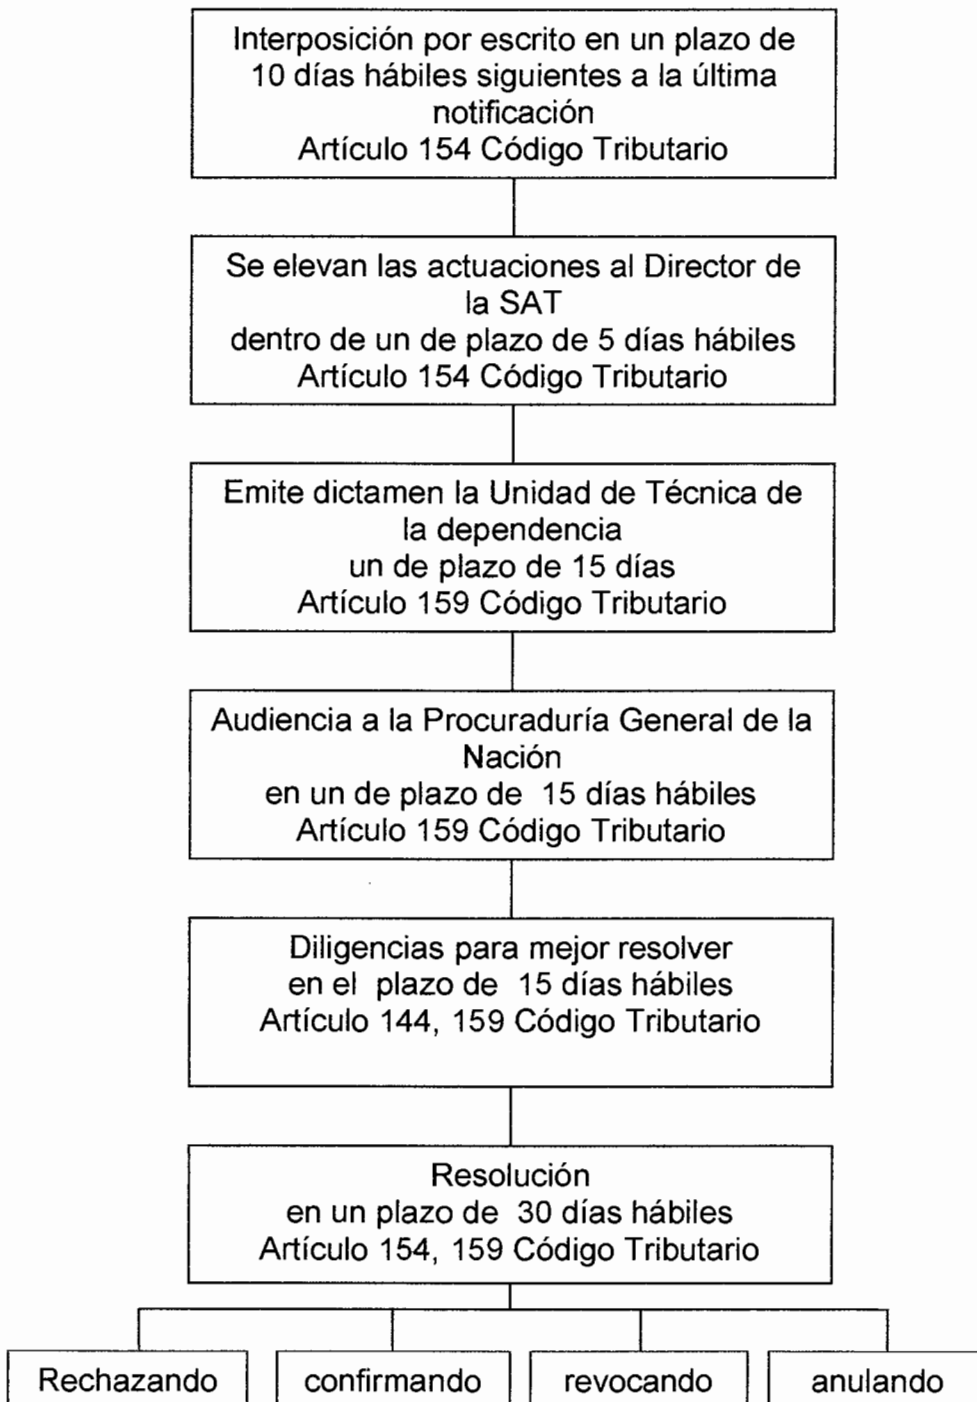 Interposición por escrito en un plazo de
10 días hábiles siguientes a la última
notificación
Artículo 154 Código Tributario
Se elevan las actuaciones al Director de
la SAT
dentro de un de plazo de 5 días hábiles
Artículo 154 Código Tributario
Emite dictamen la Unidad de Técnica de
la dependencia
un de plazo de 15 días
Artículo 159 Código Tributario
Audiencia a la Procuraduría General de la
Nación
en un de plazo de 15 días hábiles
Artículo 159 Código Tributario
Diligencias para mejor resolver
en el plazo de 15 días hábiles
Artículo 144, 159 Código Tributario
Resolución
en un plazo de 30 días hábiles
Artículo 154, 159 Código Tributario
Rechazando
confirmando
revocando
anulando